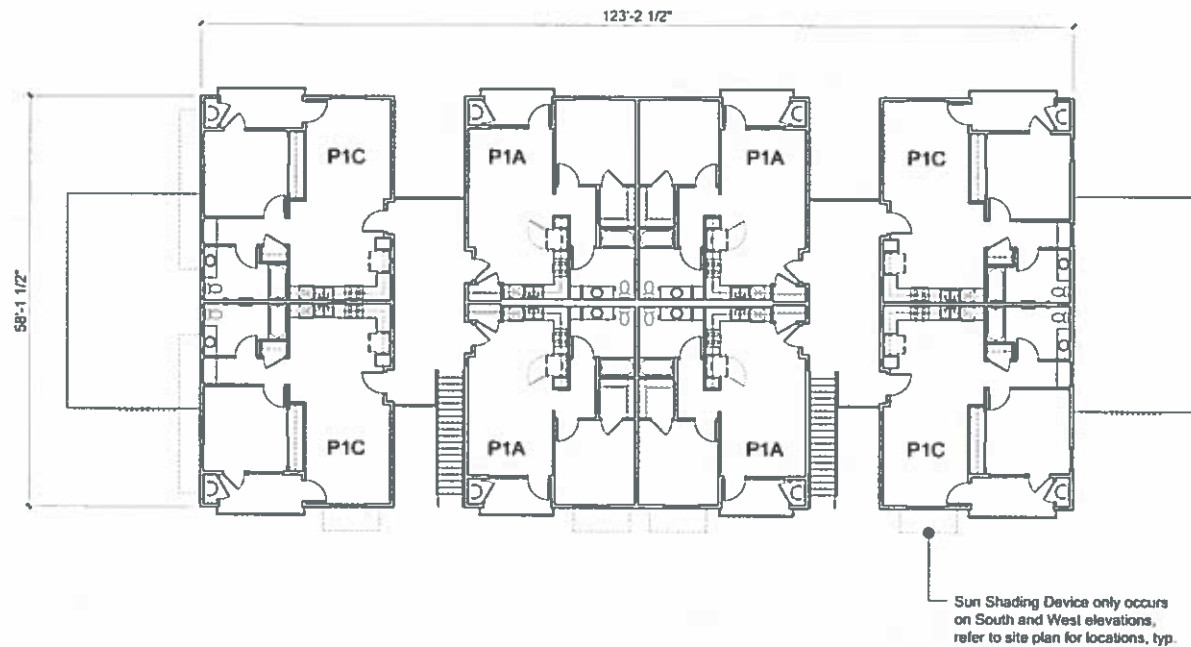 123'-2 1/2"
58'-1 1/2"
P1C
P1A
P1A
P1C
P1C
P1A
P1A
P1C
Sun Shading Device only occurs
on South and West elevations,
refer to site plan for locations, typ.